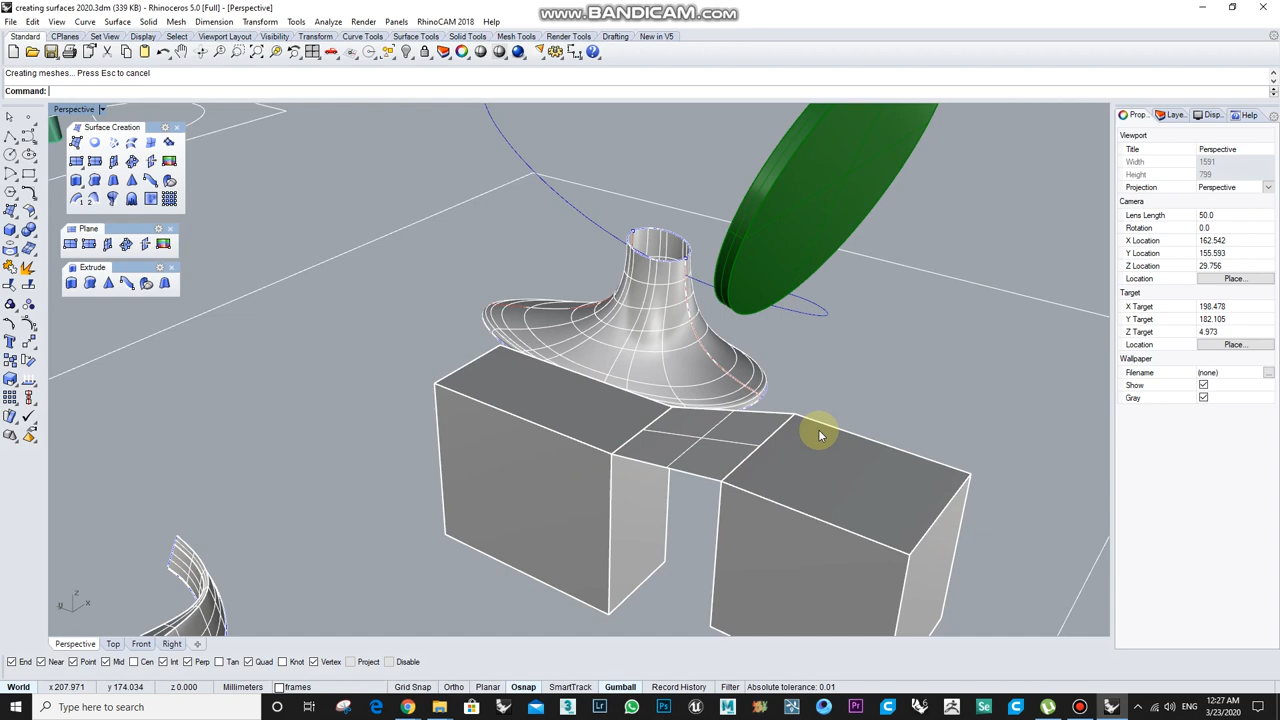 creating surfaces 2020.3dm (339 KB) - Rhinoceros 5.0 [Full] - [Perspective]
www.BANDICAM.com
File Edit View Curve Surface Solid Mesh Dimension Transform Tools Analyze Render Panels RhinoCAM 2018 Help
Standard CPlanes Set View Display Select Viewport Layout Visibility Transform Curve Tools Surface Tools Solid Tools Mesh Tools Render Tools Drafting New in V5
Creating meshes... Press Esc to cancel
Command:
Perspective
Surface Creation
Plane
Extrude
z
y x
Prop... Laye... Disp... Help
Viewport
Title Perspective
Width 1591
Height 799
Projection Perspective
Camera
Lens Length 50.0
Rotation 0.0
X Location 162.542
Y Location 155.593
Z Location 29.756
Location Place...
Target
X Target 198.478
Y Target 182.105
Z Target 4.973
Location Place...
Wallpaper
Filename (none) ...
Show
Gray
Perspective Top Front Right
End Near Point Mid Cen Int Perp Tan Quad Knot Vertex Project Disable
World x 207.971 y 174.034 z 0.000 Millimeters frames Grid Snap Ortho Planar Osnap SmartTrack Gumball Record History Filter Absolute tolerance: 0.01
Type here to search
ENG
12:27 AM
3/23/2020